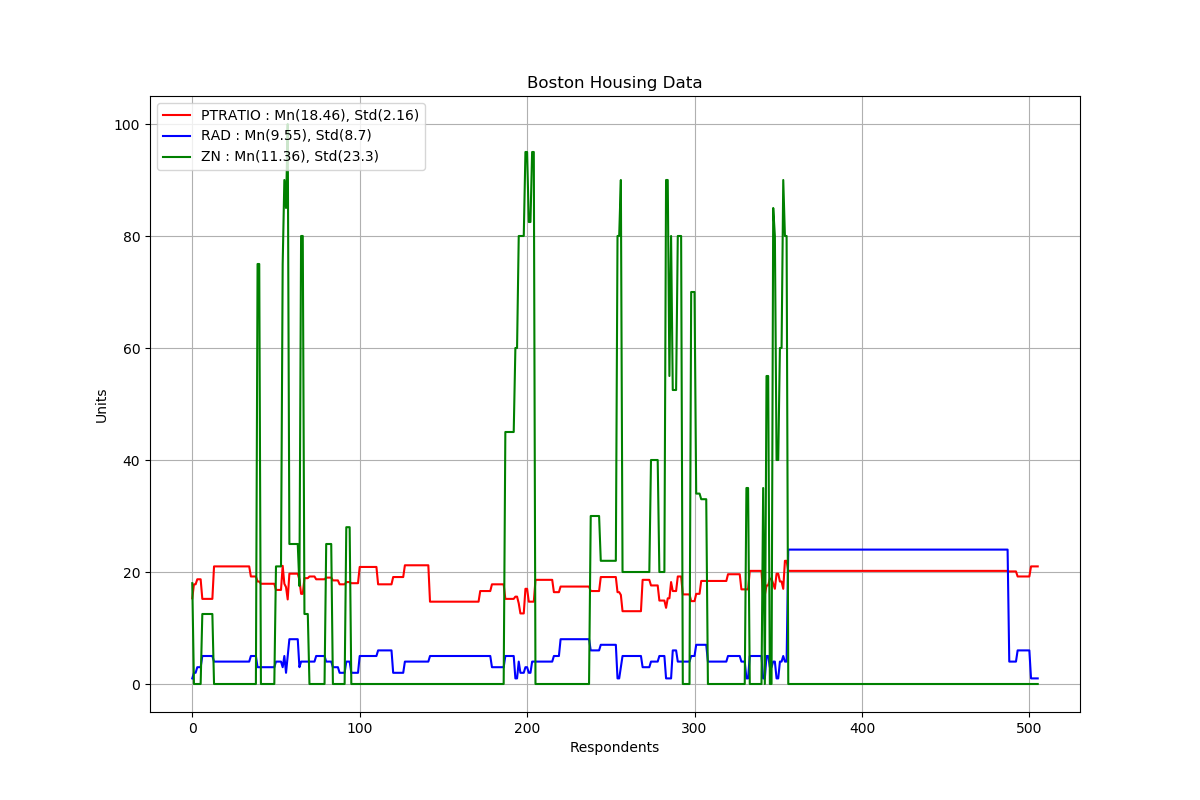 Boston Housing Data
PTRATIO : Mn(18.46), Std(2.16)
RAD : Mn(9.55), Std(8.7)
ZN : Mn(11.36), Std(23.3)
100
80
60
40
20
0
Units
0 100 200 300 400 500
Respondents